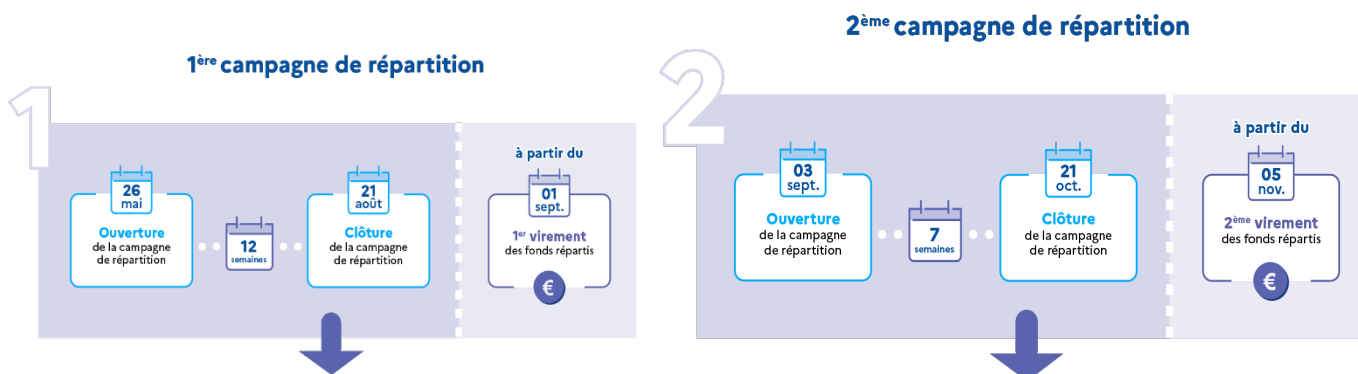 1ère campagne de répartition
1
26
mai
Ouverture
de la campagne
de répartition
12
semaines
21
août
Clôture
de la campagne
de répartition
à partir du
01
sept.
1er virement
des fonds répartis
€
2ème campagne de répartition
2
03
sept.
Ouverture
de la campagne
de répartition
7
semaines
21
oct.
Clôture
de la campagne
de répartition
à partir du
05
nov.
2ème virement
des fonds répartis
€